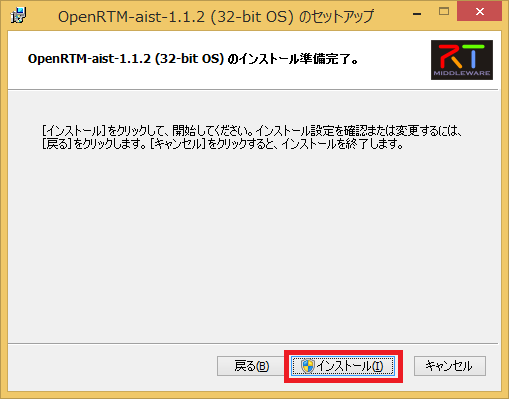 OpenRTM-aist-1.1.2 (32-bit OS) のセットアップ
OpenRTM-aist-1.1.2 (32-bit OS) のインストール準備完了。
RT
MIDDLEWARE
[インストール]をクリックして、開始してください。インストール設定を確認または変更するには、
[戻る]をクリックします。[キャンセル]をクリックすると、インストールを終了します。
戻る(B)
インストール(I)
キャンセル